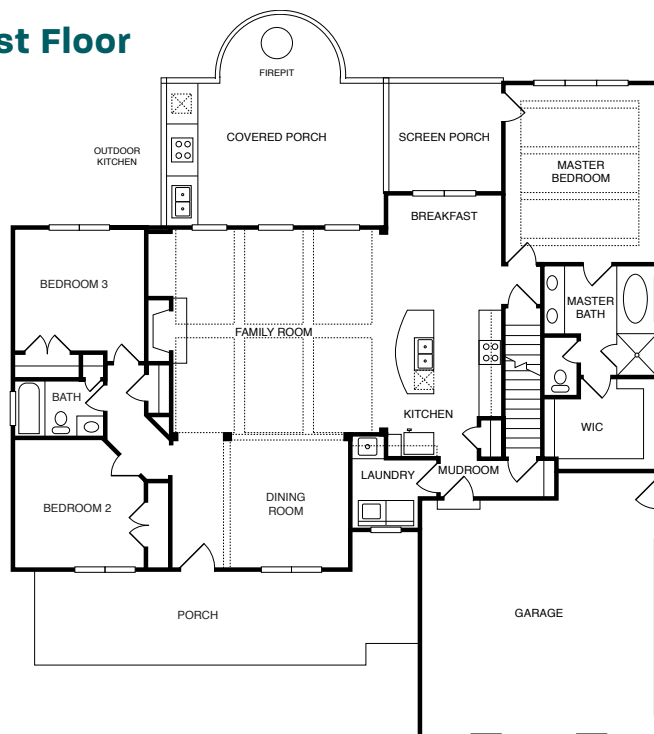 st Floor
FIREPIT
COVERED PORCH
SCREEN PORCH
OUTDOOR
KITCHEN
MASTER
BEDROOM
BREAKFAST
BEDROOM 3
MASTER
BATH
FAMILY ROOM
BATH
KITCHEN
WIC
LAUNDRY
MUDROOM
BEDROOM 2
DINING
ROOM
PORCH
GARAGE